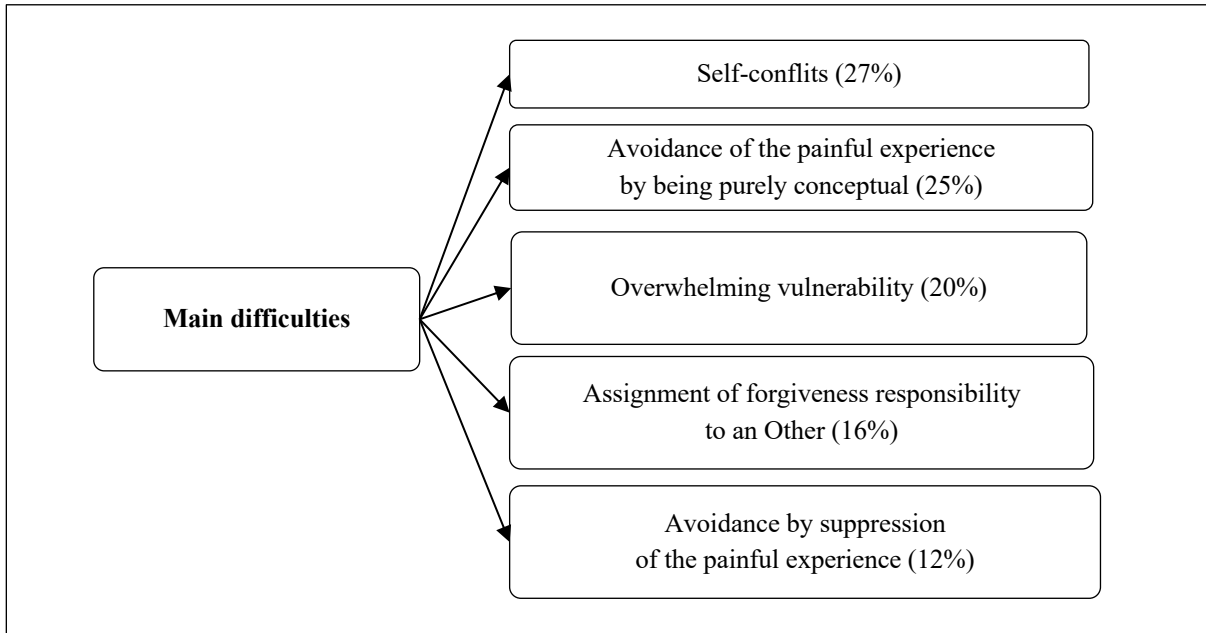 Self-conflits (27%)
Avoidance of the painful experience
by being purely conceptual (25%)
Overwhelming vulnerability (20%)
Main difficulties
Assignment of forgiveness responsibility
to an Other (16%)
Avoidance by suppression
of the painful experience (12%)